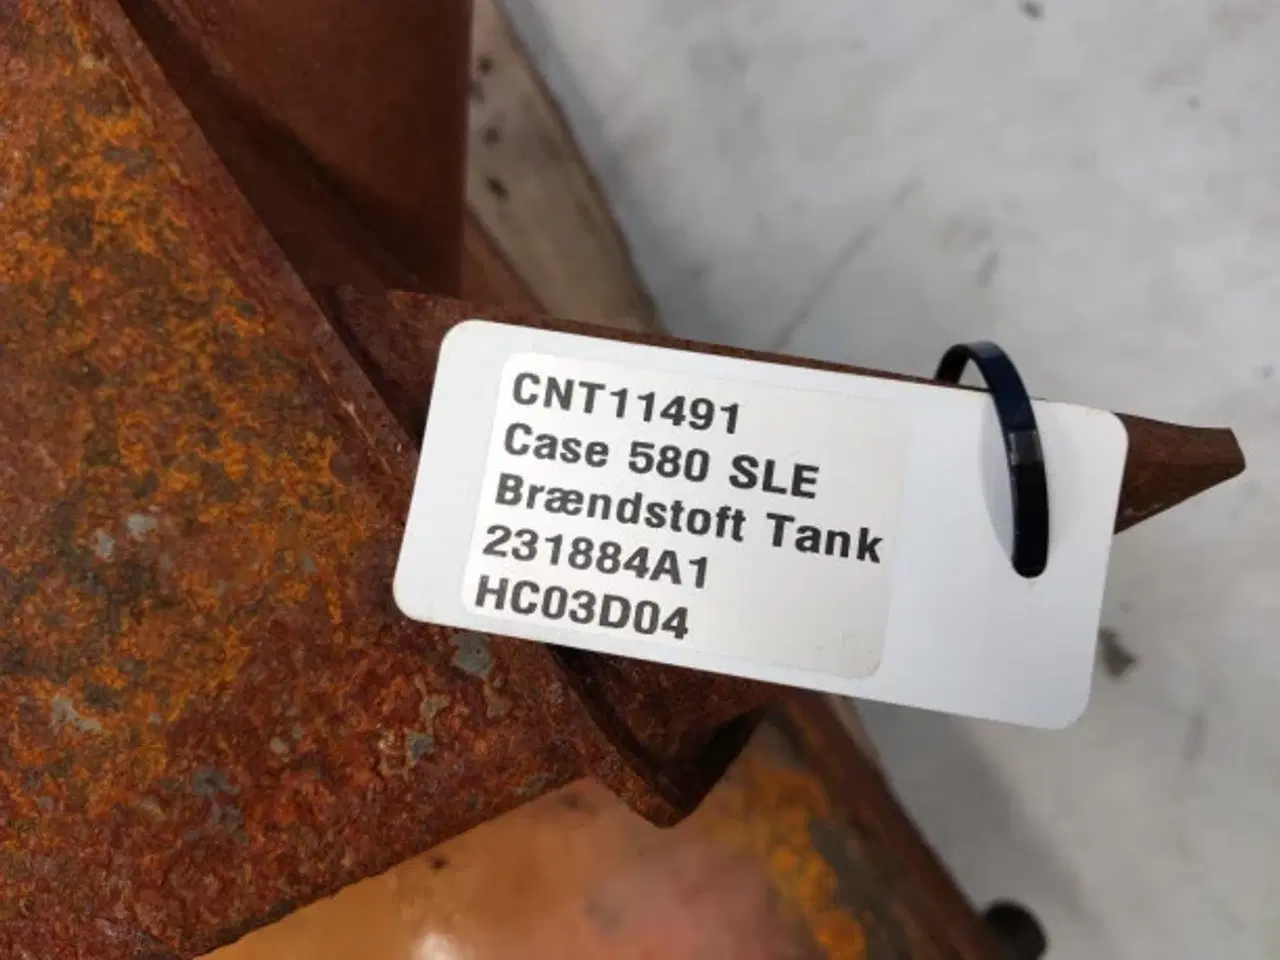 CNT11491
Case 580 SLE
Brændstoft Tank
231884A1
HC03D04